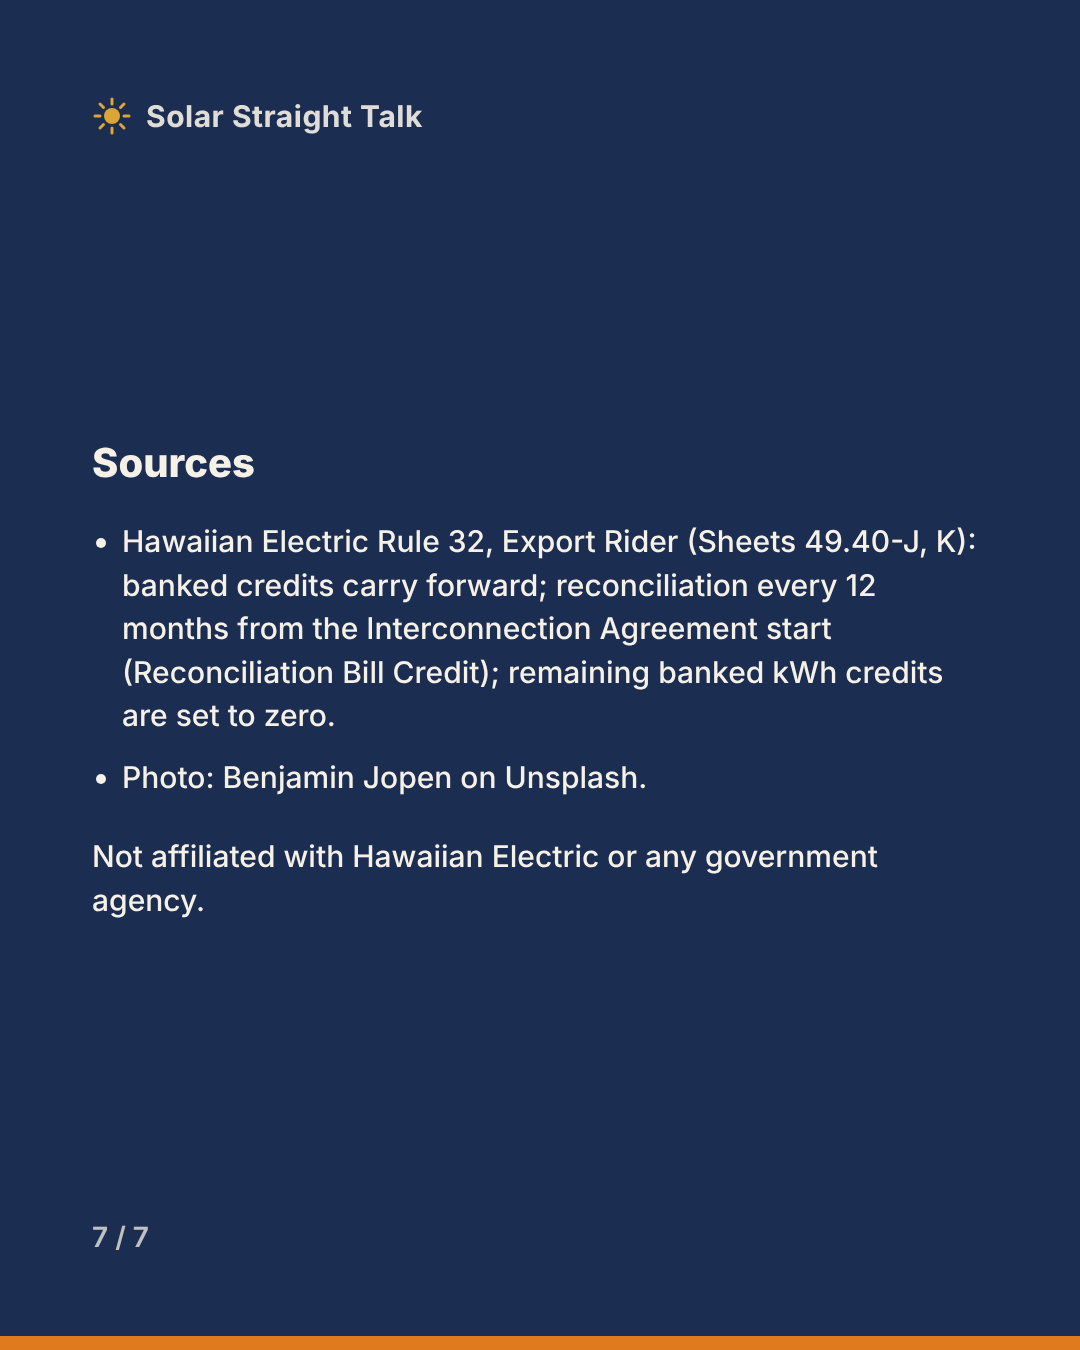 Solar Straight Talk
Sources
• Hawaiian Electric Rule 32, Export Rider (Sheets 49.40-J, K):
banked credits carry forward; reconciliation every 12
months from the Interconnection Agreement start
(Reconciliation Bill Credit); remaining banked kWh credits
are set to zero.
• Photo: Benjamin Jopen on Unsplash.
Not affiliated with Hawaiian Electric or any government
agency.
7 / 7